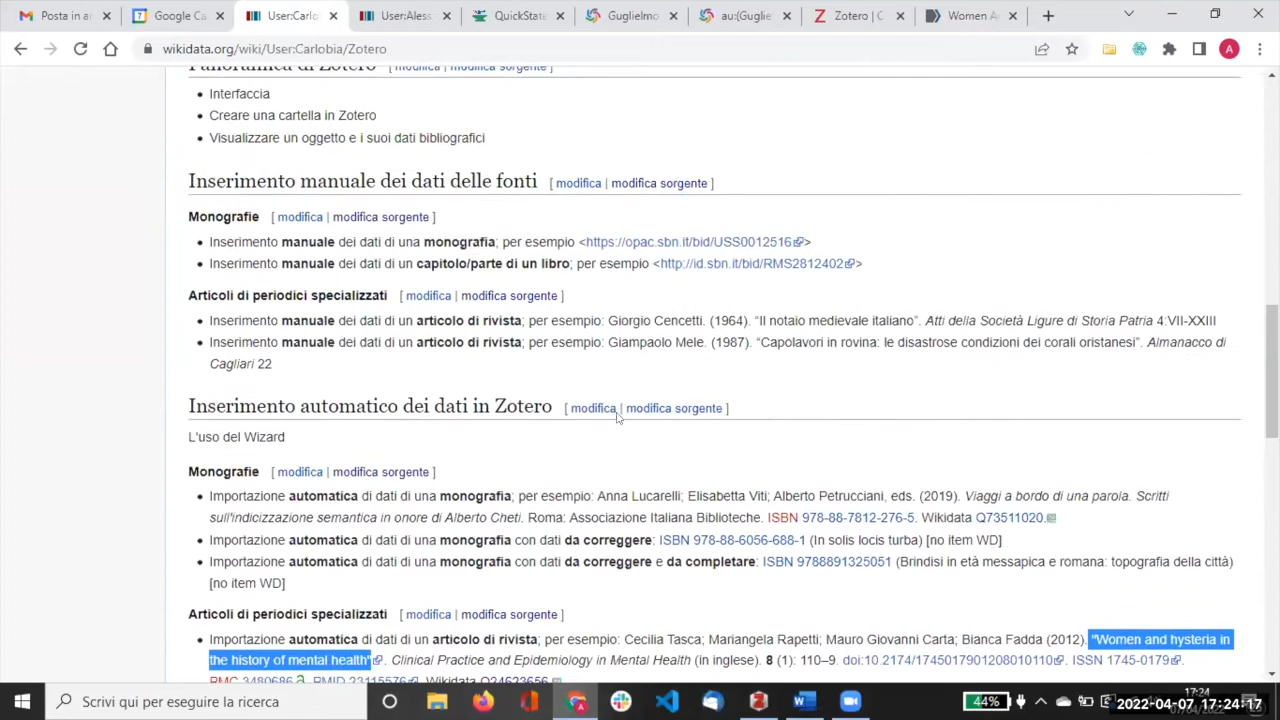 Posta in a
Google Ca
User:Carlo
User:Aless
QuickState
Guglielmo
au:(Guglie
Zotero | C
Women A
wikidata.org/wiki/User:Carlobia/Zotero
A
Panoramica di Zotero [ modifica | modifica sorgente ]
Interfaccia
Creare una cartella in Zotero
Visualizzare un oggetto e i suoi dati bibliografici
Inserimento manuale dei dati delle fonti [ modifica | modifica sorgente ]
Monografie [ modifica | modifica sorgente ]
Inserimento manuale dei dati di una monografia; per esempio <https://opac.sbn.it/bid/USS0012516>
Inserimento manuale dei dati di un capitolo/parte di un libro; per esempio <http://id.sbn.it/bid/RMS2812402>
Articoli di periodici specializzati [ modifica | modifica sorgente ]
Inserimento manuale dei dati di un articolo di rivista; per esempio: Giorgio Cencetti. (1964). “Il notaio medievale italiano”. Atti della Società Ligure di Storia Patria 4:VII-XXIII
Inserimento manuale dei dati di un articolo di rivista; per esempio: Giampaolo Mele. (1987). “Capolavori in rovina: le disastrose condizioni dei corali oristanesi”. Almanacco di
Cagliari 22
Inserimento automatico dei dati in Zotero [ modifica | modifica sorgente ]
L'uso del Wizard
Monografie [ modifica | modifica sorgente ]
Importazione automatica di dati di una monografia; per esempio: Anna Lucarelli; Elisabetta Viti; Alberto Petrucciani, eds. (2019). Viaggi a bordo di una parola. Scritti
sull'indicizzazione semantica in onore di Alberto Cheti. Roma: Associazione Italiana Biblioteche. ISBN 978-88-7812-276-5. Wikidata Q73511020.
Importazione automatica di dati di una monografia con dati da correggere: ISBN 978-88-6056-688-1 (In solis locis turba) [no item WD]
Importazione automatica di dati di una monografia con dati da correggere e da completare: ISBN 9788891325051 (Brindisi in età messapica e romana: topografia della città)
[no item WD]
Articoli di periodici specializzati [ modifica | modifica sorgente ]
Importazione automatica di dati di un articolo di rivista; per esempio: Cecilia Tasca; Mariangela Rapetti; Mauro Giovanni Carta; Bianca Fadda (2012). "Women and hysteria in
the history of mental health". Clinical Practice and Epidemiology in Mental Health (in inglese). 8 (1): 110–9. doi:10.2174/1745017901208010110. ISSN 1745-0179.
PMC 3480686. PMID 23115576. Wikidata Q24623656
Scrivi qui per eseguire la ricerca
44%
17:24
2022-04-07 17:24:17